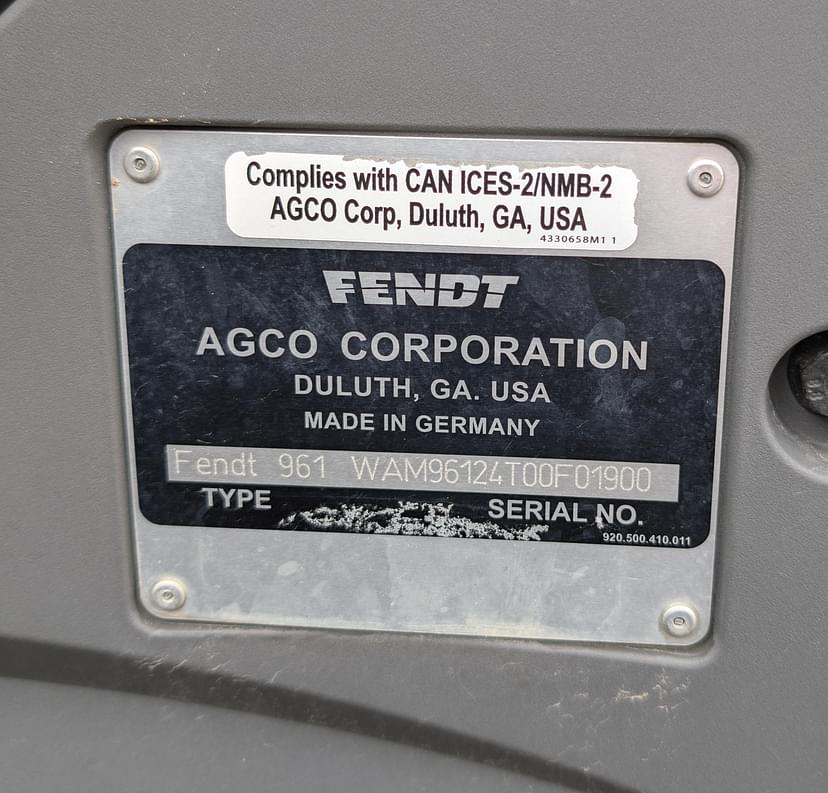 Complies with CAN ICES-2/NMB-2
AGCO Corp, Duluth, GA, USA
4330658M1 1
FENDT
AGCO CORPORATION
DULUTH, GA. USA
MADE IN GERMANY
Fendt 961 WAM96124T00F01900
TYPE SERIAL NO.
920.500.410.011